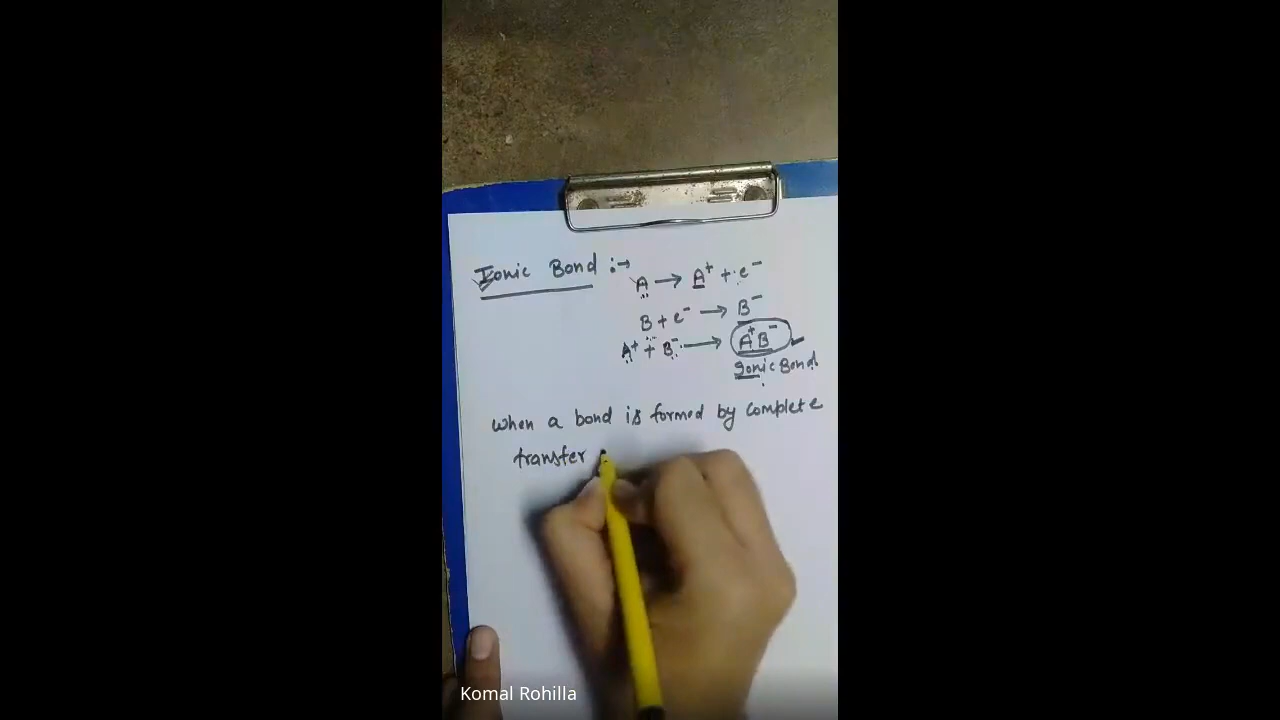 Ionic Bond :→
A → A⁺ + e⁻
B + e⁻ → B⁻
A⁺ + B⁻ → A⁺B⁻
Ionic Bond.
When a bond is formed by complete
transfer
Komal Rohilla